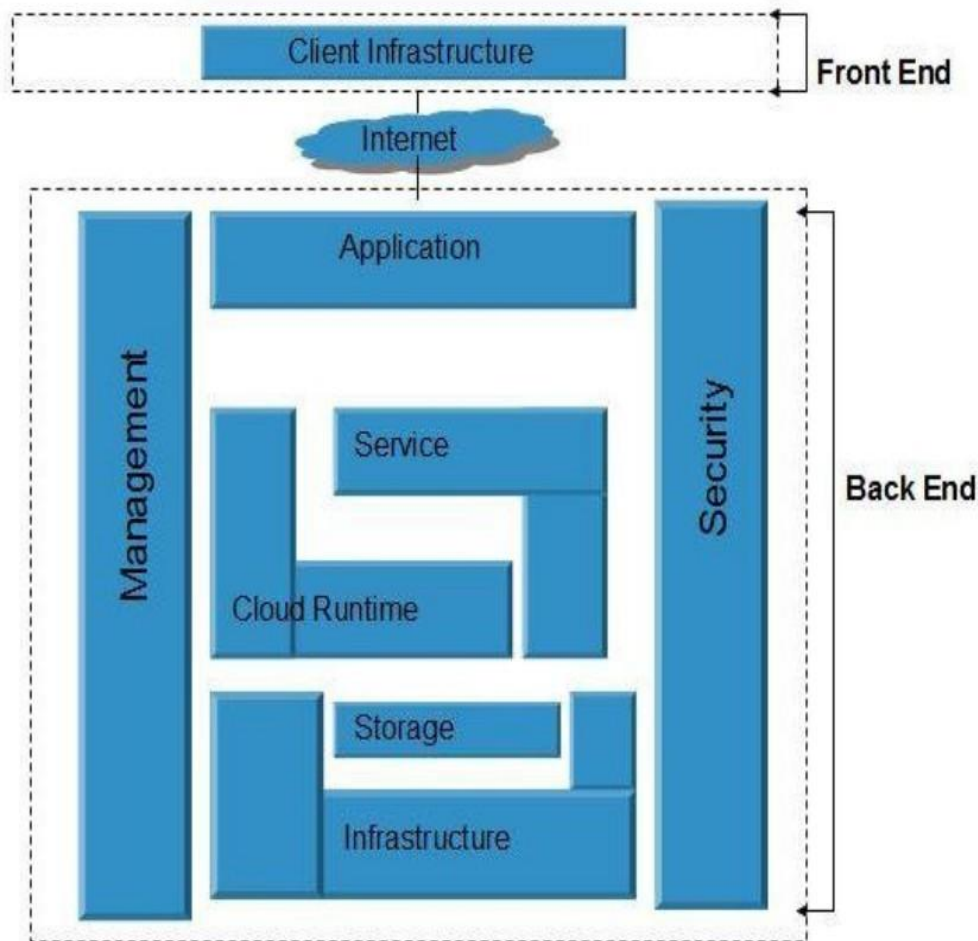 Client Infrastructure
Front End
Internet
Application
Management
Security
Service
Back End
Cloud Runtime
Storage
Infrastructure